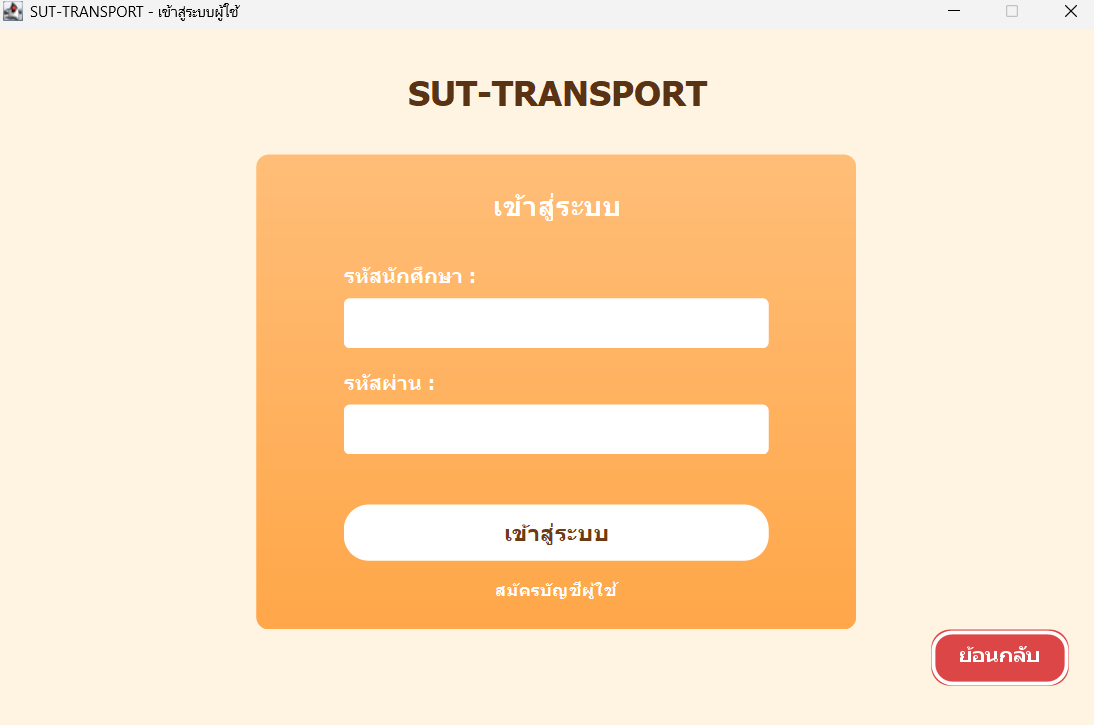 SUT-TRANSPORT - เข้าสู่ระบบผู้ใช้
SUT-TRANSPORT
เข้าสู่ระบบ
รหัสนักศึกษา :
รหัสผ่าน :
เข้าสู่ระบบ
สมัครบัญชีผู้ใช้
ย้อนกลับ